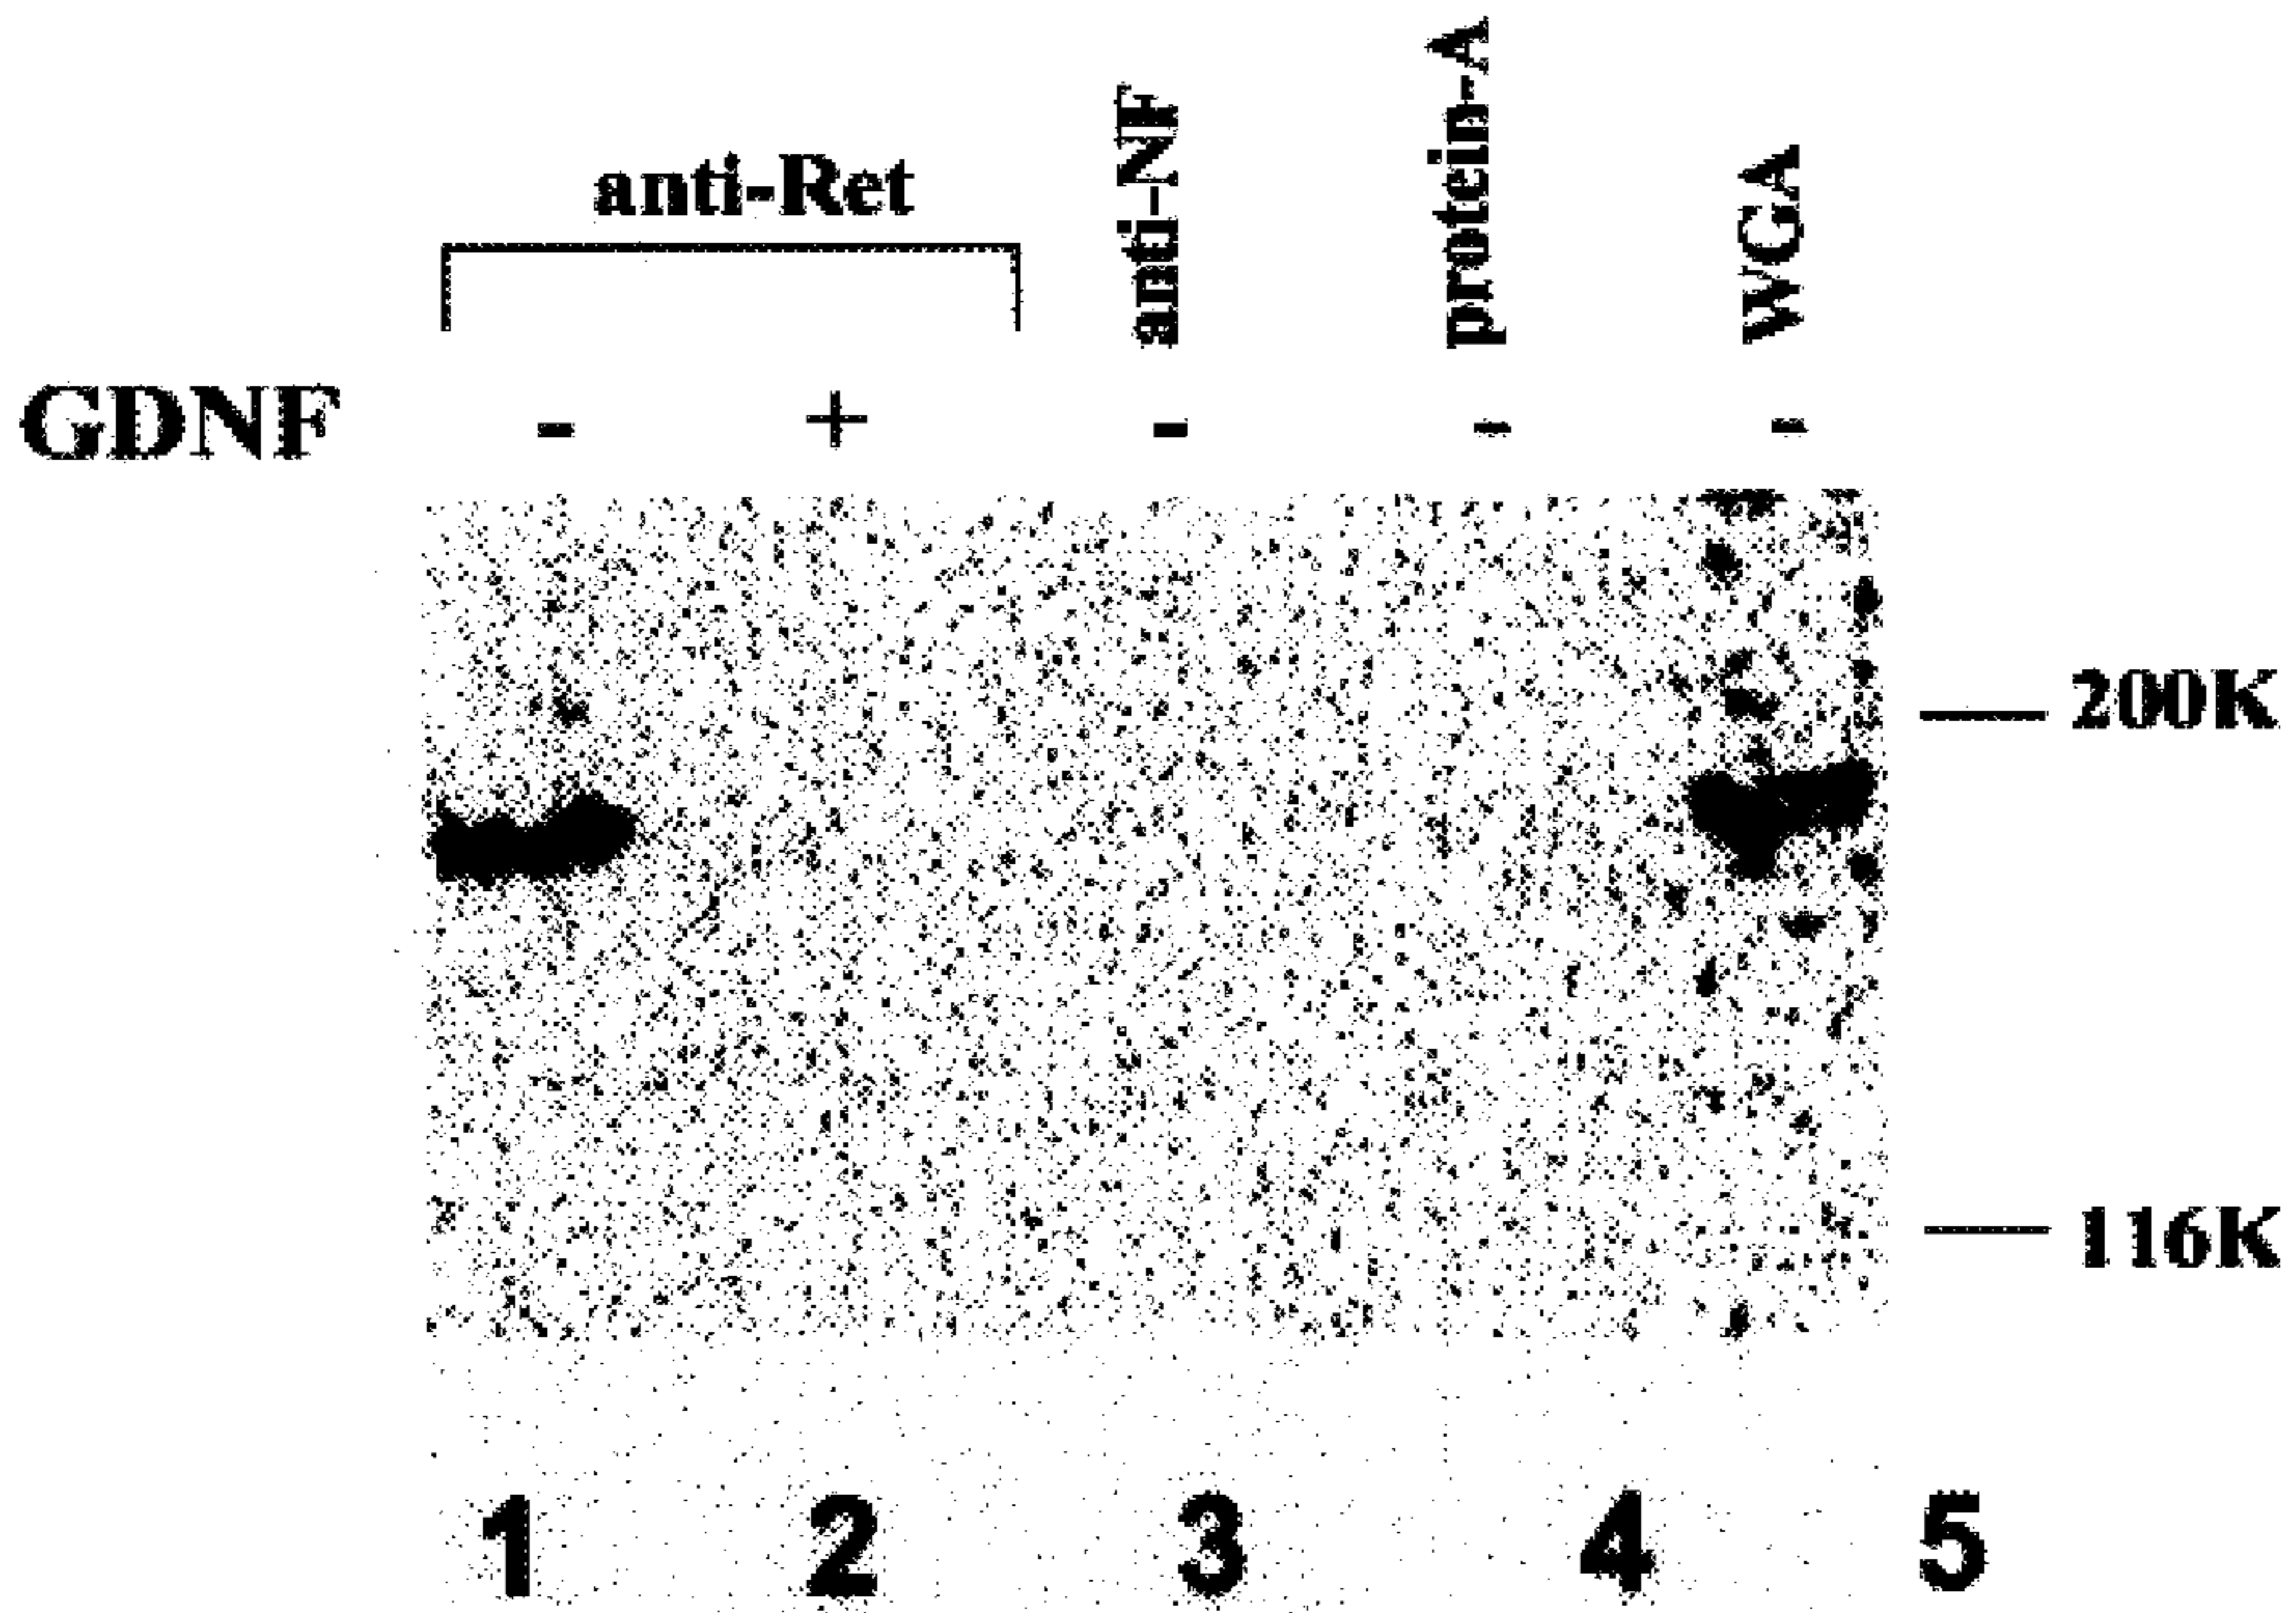 anti-Ret
anti-NF
protein-A
WGA
GDNF - + - - -
200K
116K
1 2 3 4 5